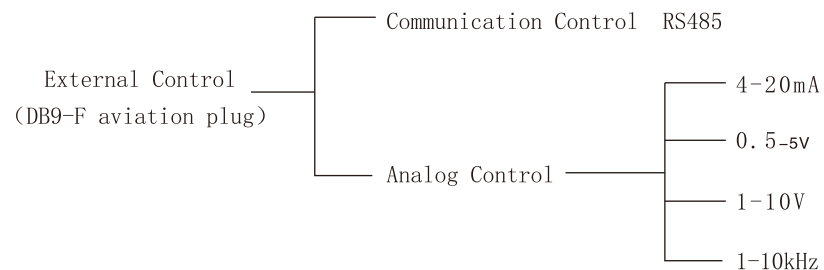 Communication Control RS485
External Control
(DB9-F aviation plug)
Analog Control
4-20mA
0.5-5V
1-10V
1-10kHz